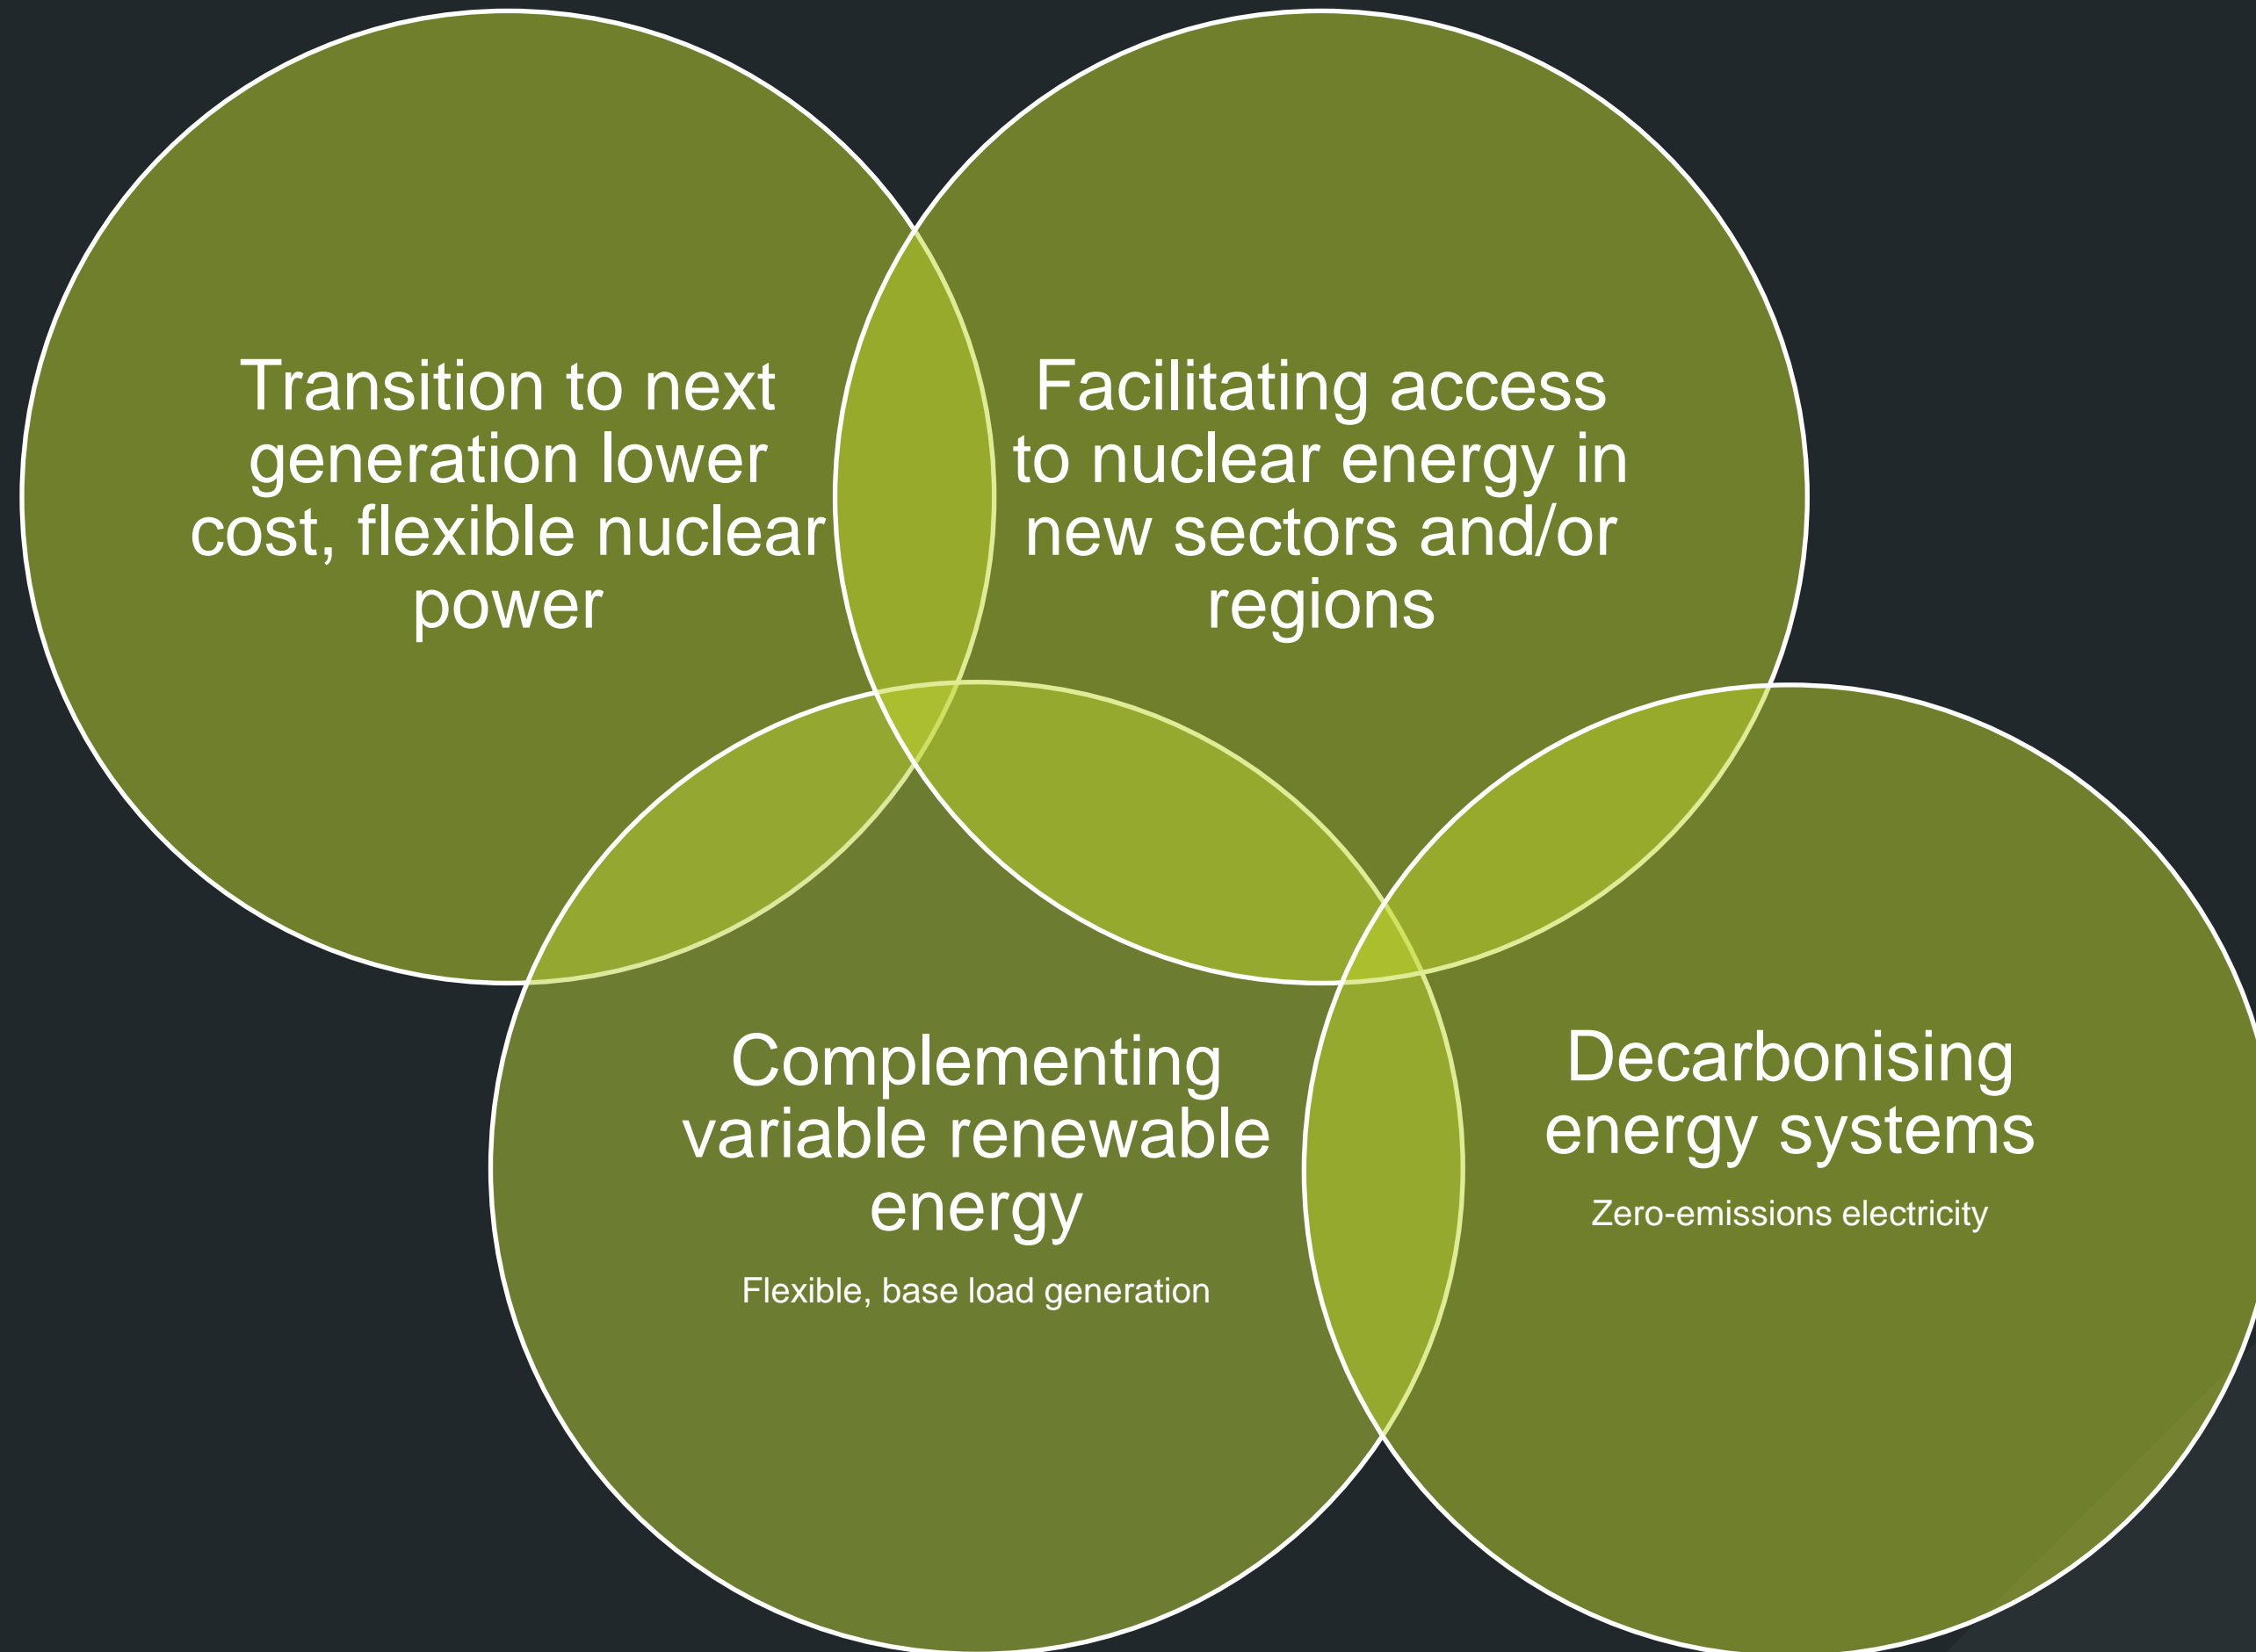 Transition to next
generation lower
cost, flexible nuclear
power
Facilitating access
to nuclear energy in
new sectors and/or
regions
Complementing
variable renewable
energy
Flexible, base load generation
Decarbonising
energy systems
Zero-emissions electricity